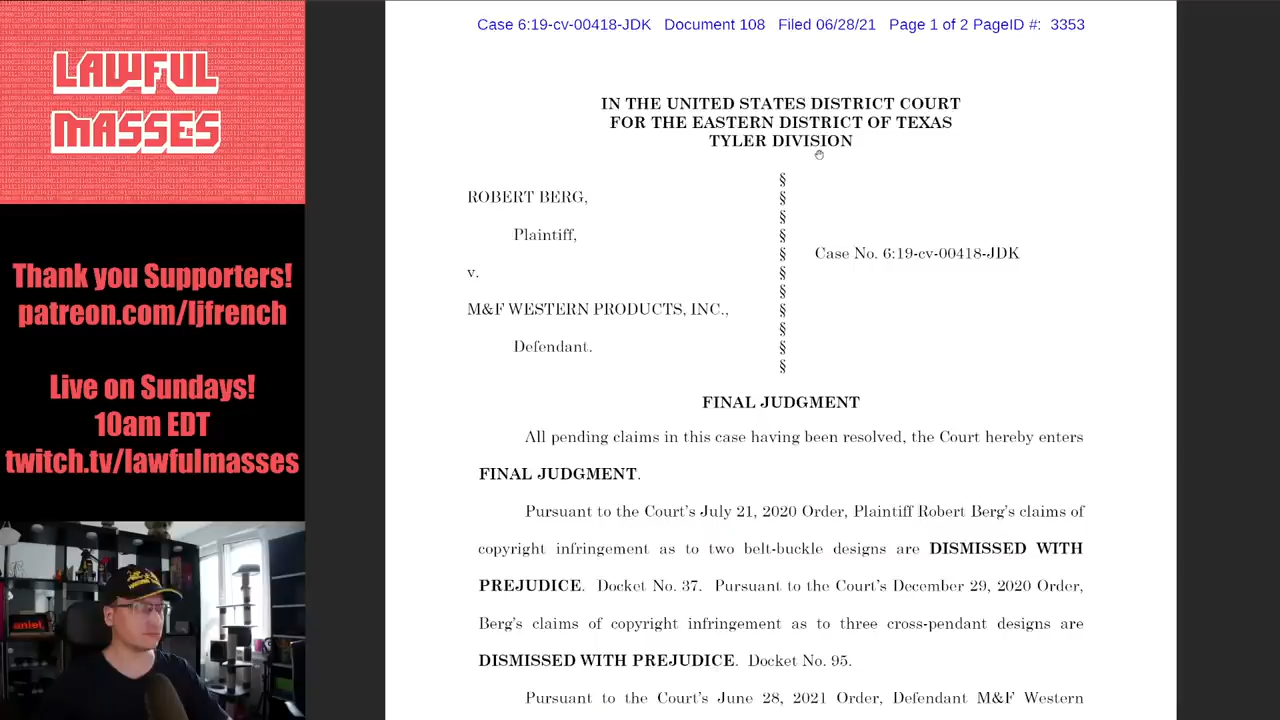 LAWFUL
MASSES
Thank you Supporters!
patreon.com/ljfrench
Live on Sundays!
10am EDT
twitch.tv/lawfulmasses
Case 6:19-cv-00418-JDK Document 108 Filed 06/28/21 Page 1 of 2 PageID #: 3353
IN THE UNITED STATES DISTRICT COURT
FOR THE EASTERN DISTRICT OF TEXAS
TYLER DIVISION
§
ROBERT BERG, §
§
Plaintiff, §
§ Case No. 6:19-cv-00418-JDK
v. §
§
M&F WESTERN PRODUCTS, INC., §
§
Defendant. §
§
FINAL JUDGMENT
All pending claims in this case having been resolved, the Court hereby enters
FINAL JUDGMENT.
Pursuant to the Court's July 21, 2020 Order, Plaintiff Robert Berg's claims of
copyright infringement as to two belt-buckle designs are DISMISSED WITH
PREJUDICE. Docket No. 37. Pursuant to the Court's December 29, 2020 Order,
Berg's claims of copyright infringement as to three cross-pendant designs are
DISMISSED WITH PREJUDICE. Docket No. 95.
Pursuant to the Court's June 28, 2021 Order, Defendant M&F Western